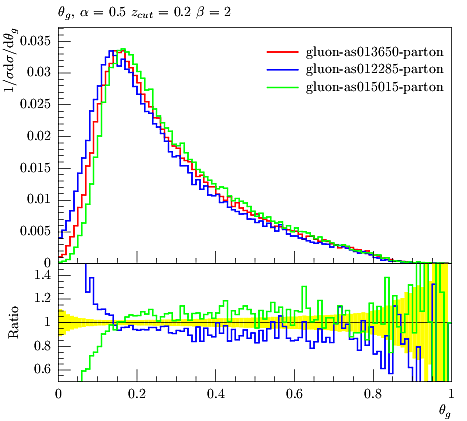 θg, α = 0.5 zcut = 0.2 β = 2
1/σdσ/dθg
gluon-as013650-parton
gluon-as012285-parton
gluon-as015015-parton
0.035
0.03
0.025
0.02
0.015
0.01
0.005
0
Ratio
1.4
1.2
1
0.8
0.6
0 0.2 0.4 0.6 0.8 1
θg